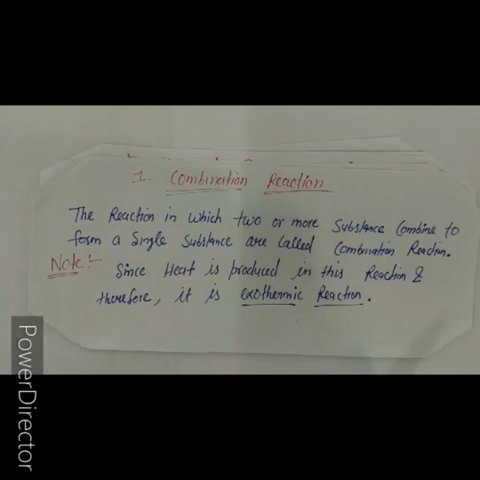 1. Combination Reaction
The Reaction in which two or more Substance Combine to
form a Single Substance are called Combination Reaction.
Note:-
Since Heat is produced in this Reaction &
therefore, it is exothermic Reaction.
PowerDirector